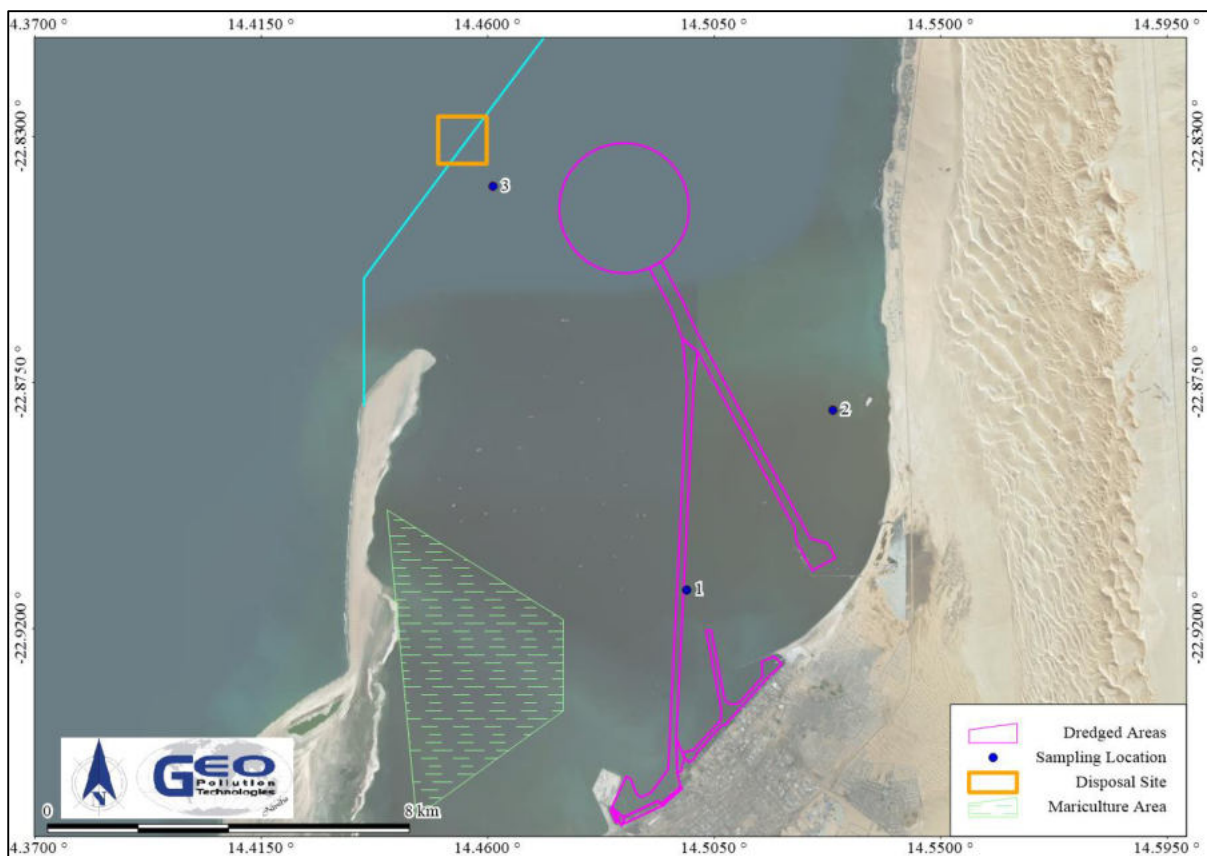 4.3700 ° 14.4150 ° 14.4600 ° 14.5050 ° 14.5500 ° 14.5950 °
-22.8300 ° -22.8300 °
3
-22.8750 ° -22.8750 °
2
1
-22.9200 ° -22.9200 °
Dredged Areas
Sampling Location
Disposal Site
Mariculture Area
N
GEO
Pollution
Technologies
0 8 km
4.3700 ° 14.4150 ° 14.4600 ° 14.5050 ° 14.5500 ° 14.5950 °